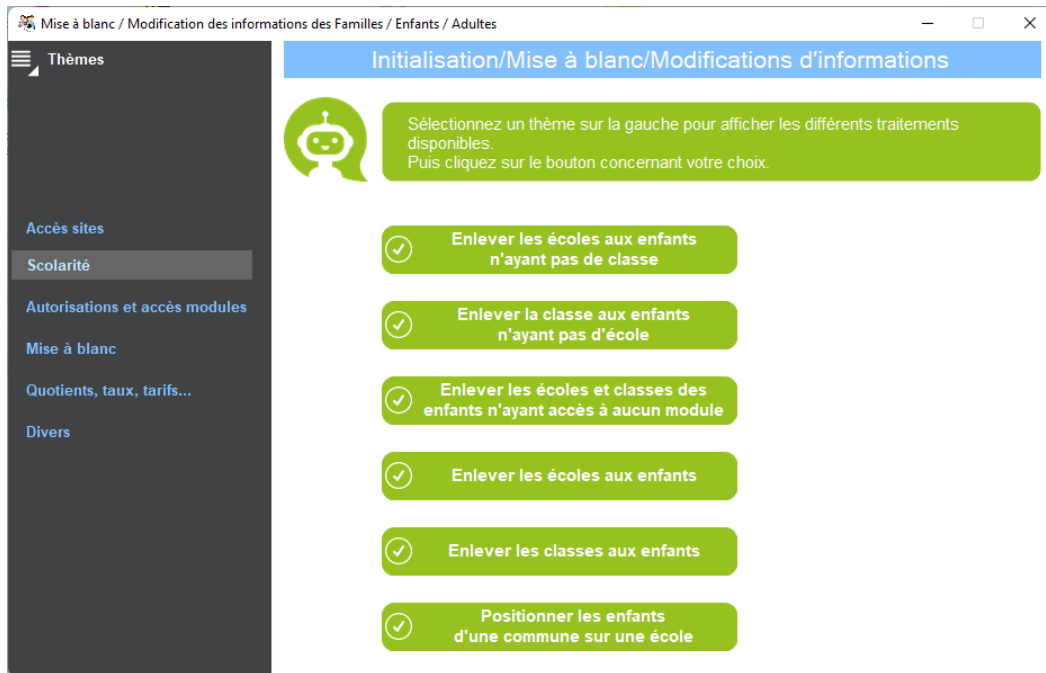 Mise à blanc / Modification des informations des Familles / Enfants / Adultes
Thèmes
Initialisation/Mise à blanc/Modifications d'informations
Sélectionnez un thème sur la gauche pour afficher les différents traitements
disponibles.
Puis cliquez sur le bouton concernant votre choix.
Accès sites
Scolarité
Autorisations et accès modules
Mise à blanc
Quotients, taux, tarifs...
Divers
Enlever les écoles aux enfants
n'ayant pas de classe
Enlever la classe aux enfants
n'ayant pas d'école
Enlever les écoles et classes des
enfants n'ayant accès à aucun module
Enlever les écoles aux enfants
Enlever les classes aux enfants
Positionner les enfants
d'une commune sur une école